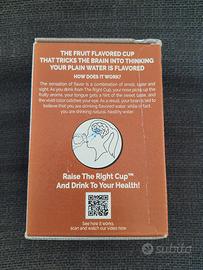 THE FRUIT FLAVORED CUP
THAT TRICKS THE BRAIN INTO THINKING
YOUR PLAIN WATER IS FLAVORED
HOW DOES IT WORK?
The sensation of flavor is a combination of smell, taste and
sight. As you drink from The Right Cup, your nose picks up the
fruity aroma, your tongue gets a hint of the sweet taste, and
the vivid color catches your eye. As a result, your brain is led to
believe that you are drinking flavored water, while in fact
you are drinking natural, healthy water.
Raise The Right Cup™
And Drink To Your Health!
See how it works,
scan and watch our video now
subito